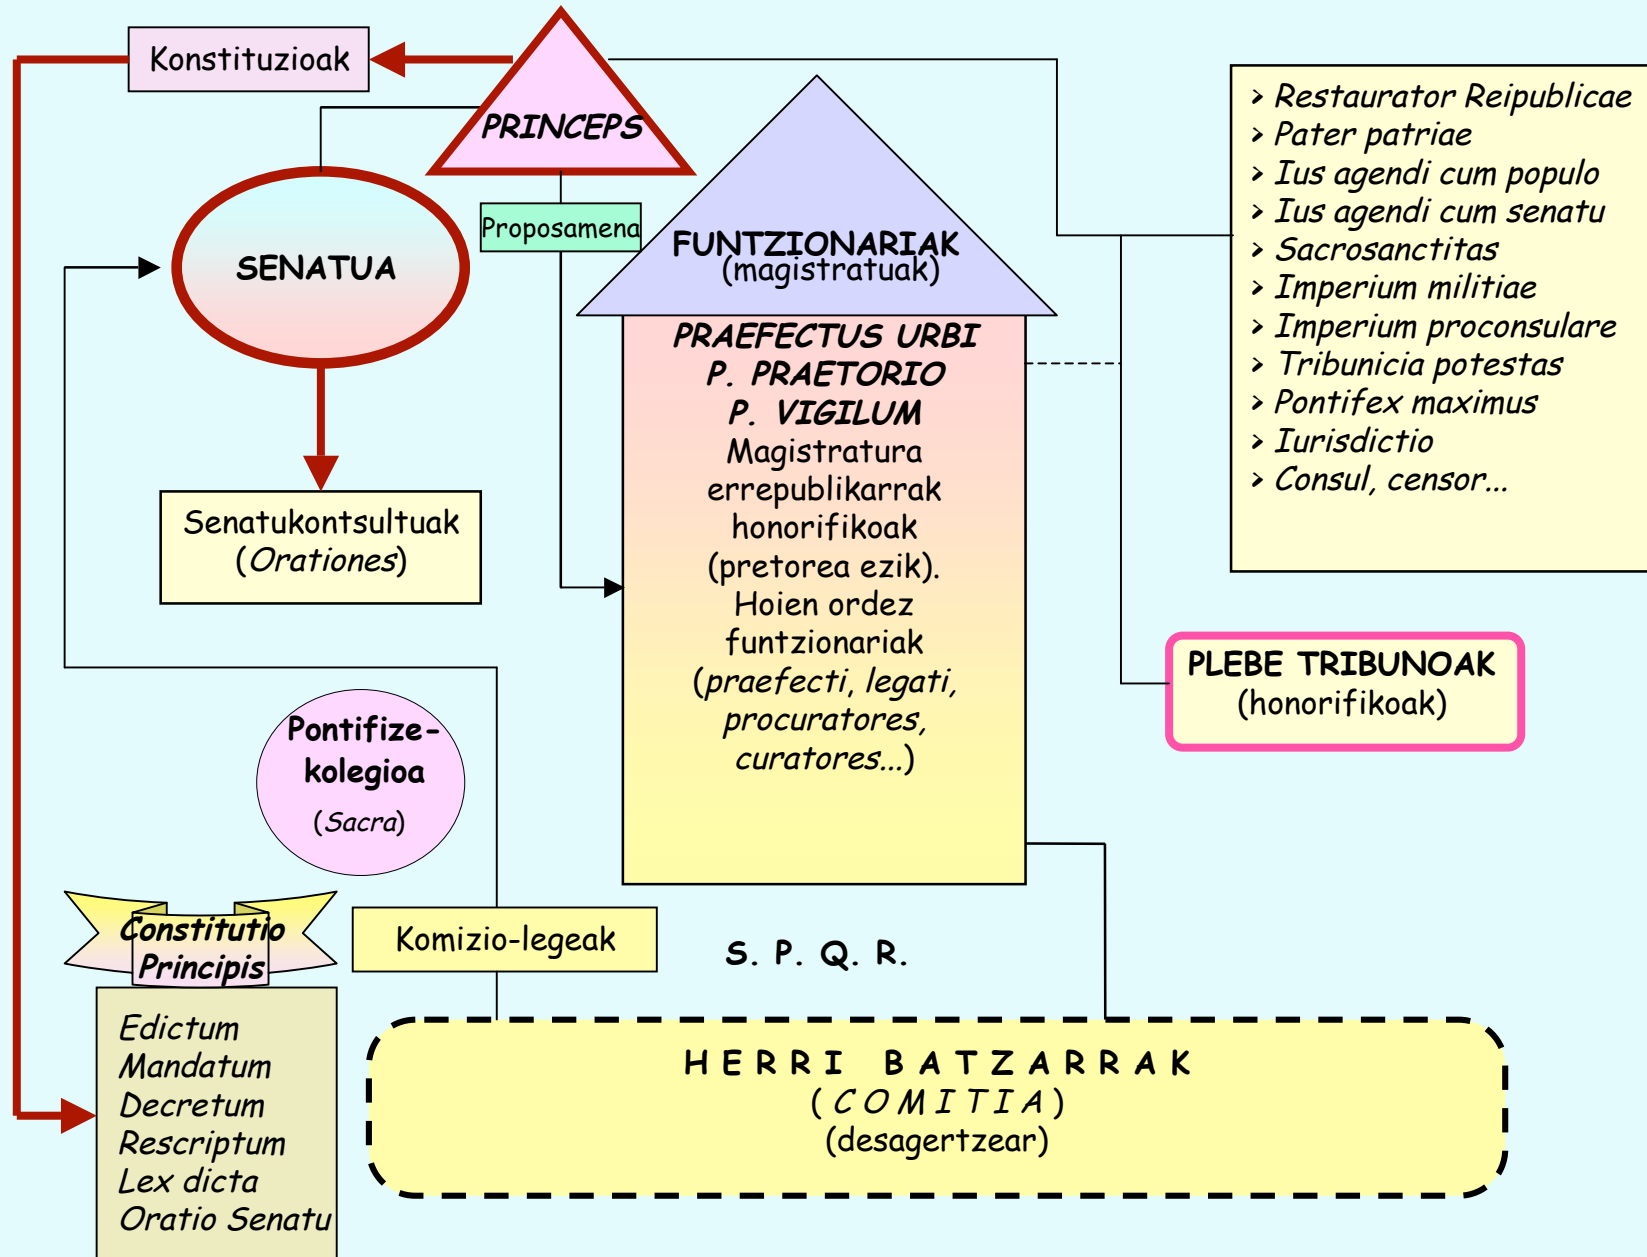 Konstituzioak
PRINCEPS
Proposamena
SENATUA
Senatukontsultuak
(Orationes)
FUNTZIONARIAK
(magistratuak)
PRAEFECTUS URBI
P. PRAETORIO
P. VIGILUM
Magistratura
errepublikarrak
honorifikoak
(pretorea ezik).
Hoien ordez
funtzionariak
(praefecti, legati,
procuratores,
curatores...)
> Restaurator Reipublicae
> Pater patriae
> Ius agendi cum populo
> Ius agendi cum senatu
> Sacrosanctitas
> Imperium militiae
> Imperium proconsulare
> Tribunicia potestas
> Pontifex maximus
> Iurisdictio
> Consul, censor...
PLEBE TRIBUNOAK
(honorifikoak)
Pontifize-
kolegioa
(Sacra)
Constitutio
Principis
Edictum
Mandatum
Decretum
Rescriptum
Lex dicta
Oratio Senatu
Komizio-legeak
S. P. Q. R.
HERRI BATZARRAK
(COMITIA)
(desagertzear)